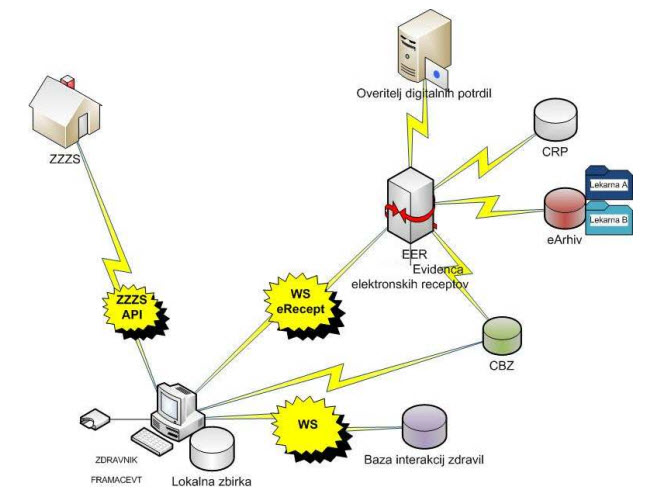 Overitelj digitalnih potrdil
ZZZS
CRP
Lekarna A
Lekarna B
eArhiv
EER
Evidenca
elektronskih receptov
ZZZS
API
WS
eRecept
CBZ
WS
Baza interakcij zdravil
ZDRAVNIK
FRAMACEVT
Lokalna zbirka